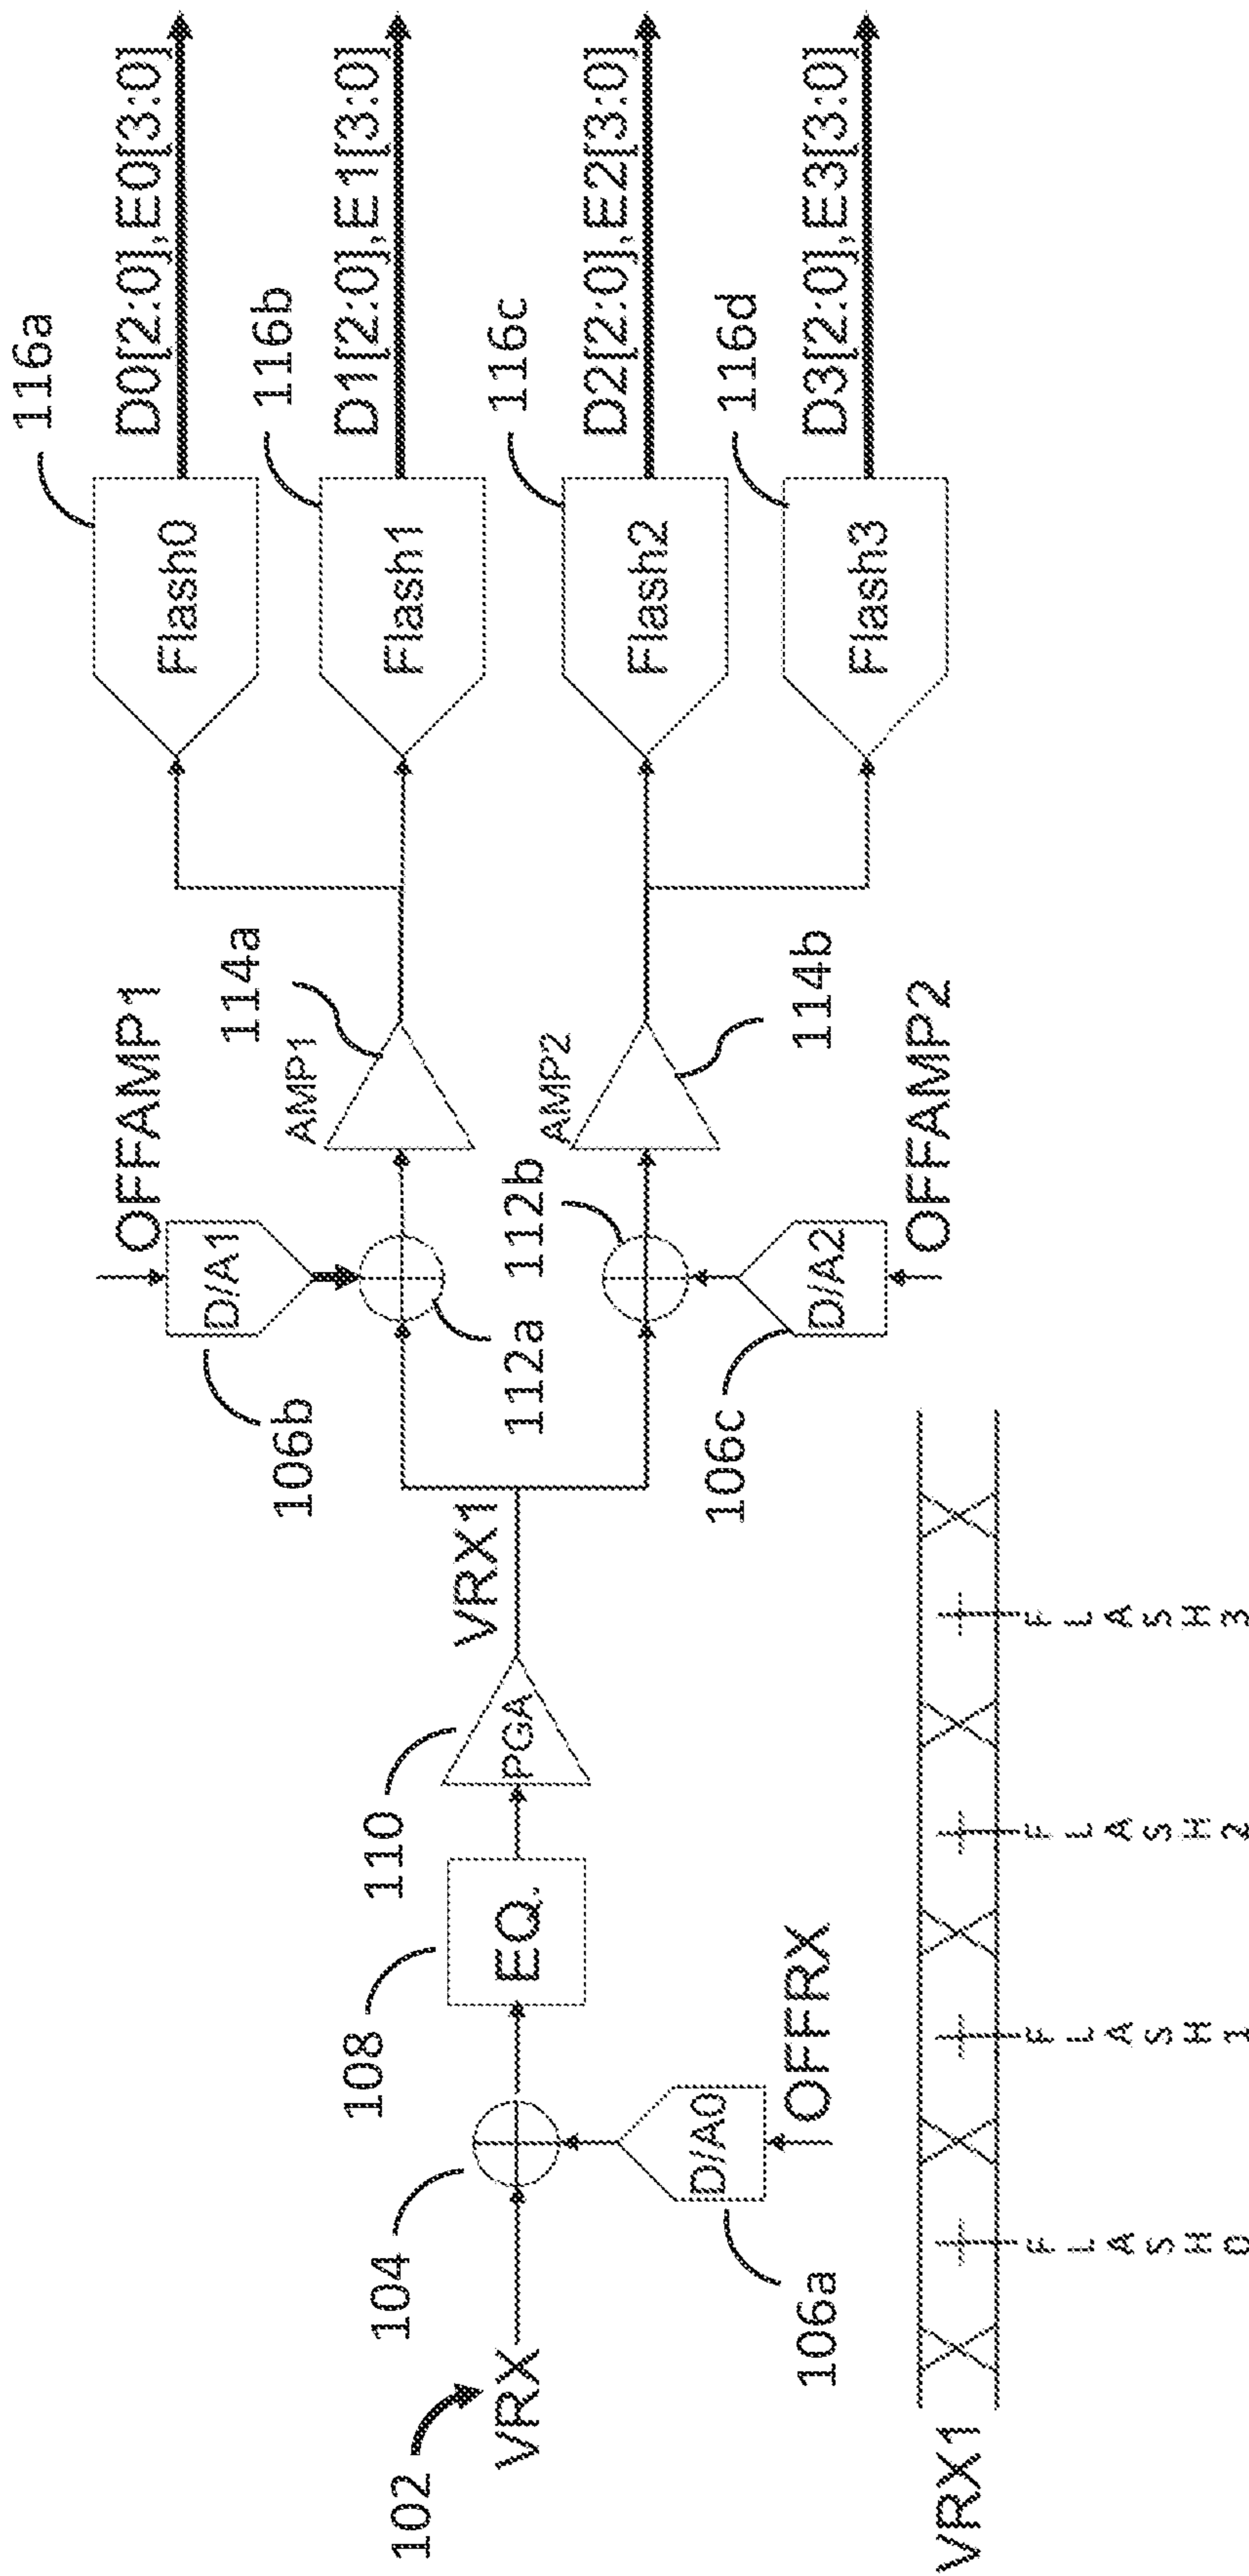 116a
D0[2:0],E0[3:0]
Flash0
116b
D1[2:0],E1[3:0]
Flash1
116c
D2[2:0],E2[3:0]
Flash2
116d
D3[2:0],E3[3:0]
Flash3
OFFAMP1
D/A1
106b
AMP1
114a
112a
112b
AMP2
114b
D/A2
106c
OFFAMP2
VRX1
110
PGA
108
EQ.
104
102
VRX
D/A0
106a
OFFRX
VRX1
FLASH0
FLASH1
FLASH2
FLASH3